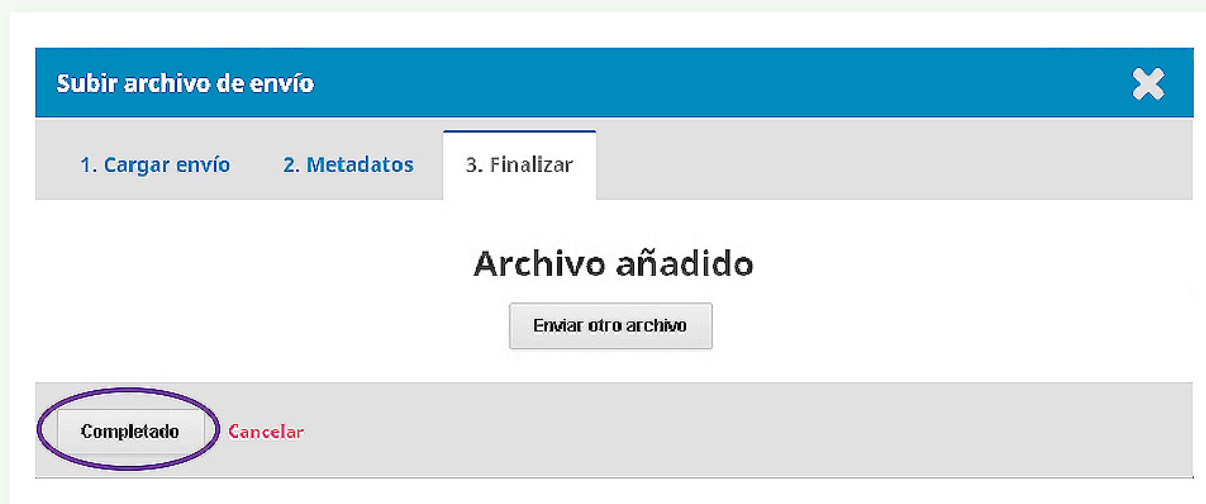 Subir archivo de envío
1. Cargar envío 2. Metadatos 3. Finalizar
Archivo añadido
Enviar otro archivo
Completado Cancelar